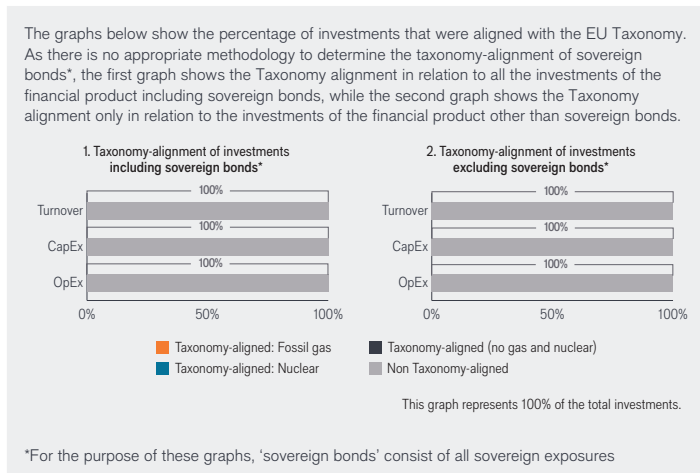 The graphs below show the percentage of investments that were aligned with the EU Taxonomy.
As there is no appropriate methodology to determine the taxonomy-alignment of sovereign
bonds*, the first graph shows the Taxonomy alignment in relation to all the investments of the
financial product including sovereign bonds, while the second graph shows the Taxonomy
alignment only in relation to the investments of the financial product other than sovereign bonds.
1. Taxonomy-alignment of investments
including sovereign bonds*
100%
Turnover
100%
CapEx
100%
OpEx
0% 50% 100%
2. Taxonomy-alignment of investments
excluding sovereign bonds*
100%
Turnover
100%
CapEx
100%
OpEx
0% 50% 100%
Taxonomy-aligned: Fossil gas
Taxonomy-aligned: Nuclear
Taxonomy-aligned (no gas and nuclear)
Non Taxonomy-aligned
This graph represents 100% of the total investments.
*For the purpose of these graphs, ‘sovereign bonds’ consist of all sovereign exposures